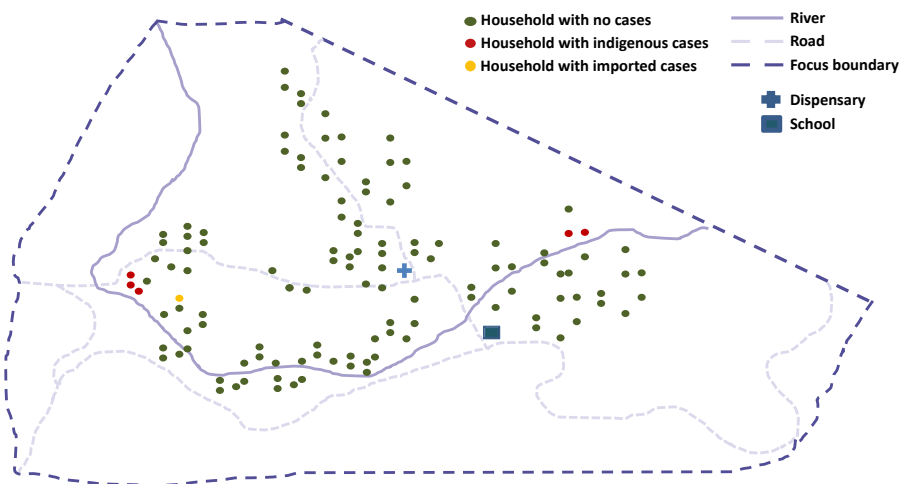 Household with no cases
Household with indigenous cases
Household with imported cases
River
Road
Focus boundary
Dispensary
School